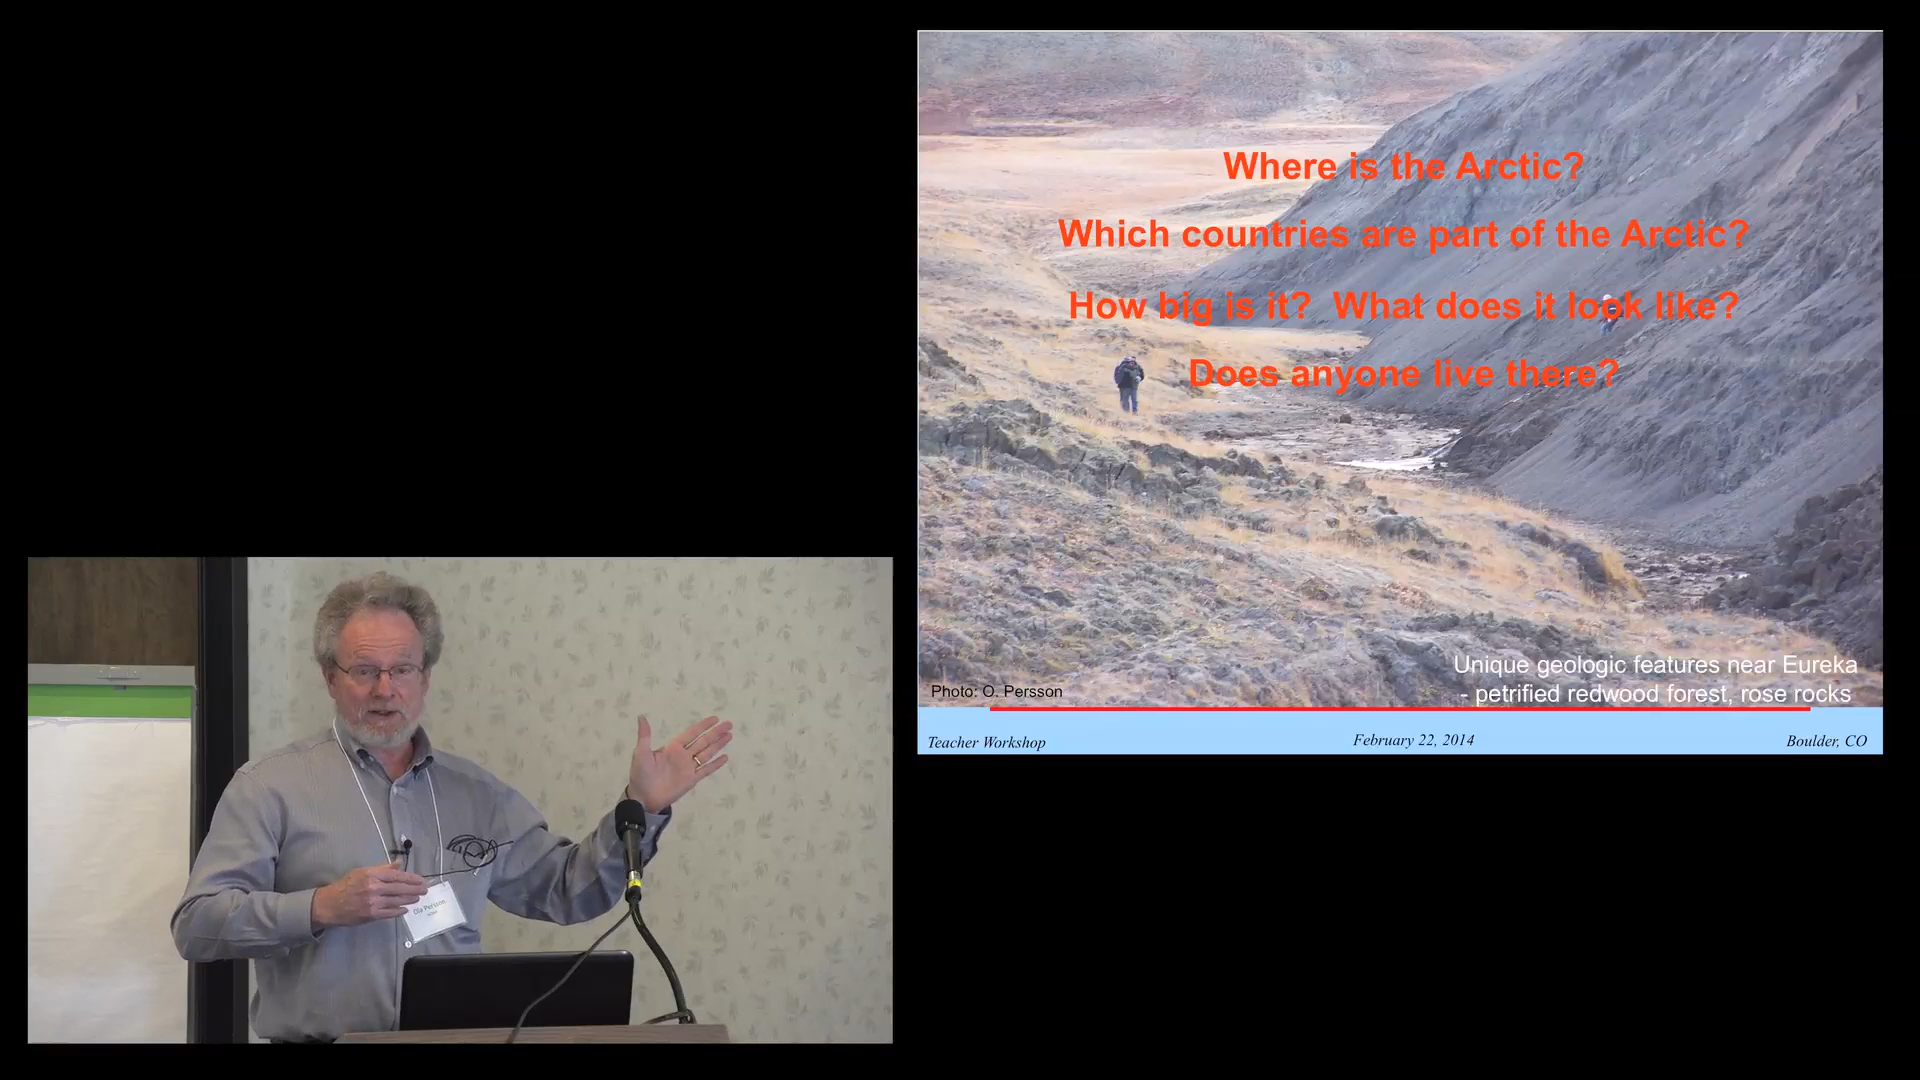 Where is the Arctic?
Which countries are part of the Arctic?
How big is it? What does it look like?
Does anyone live there?
Unique geologic features near Eureka
- petrified redwood forest, rose rocks
Photo: O. Persson
Teacher Workshop
February 22, 2014
Boulder, CO
Ola Persson